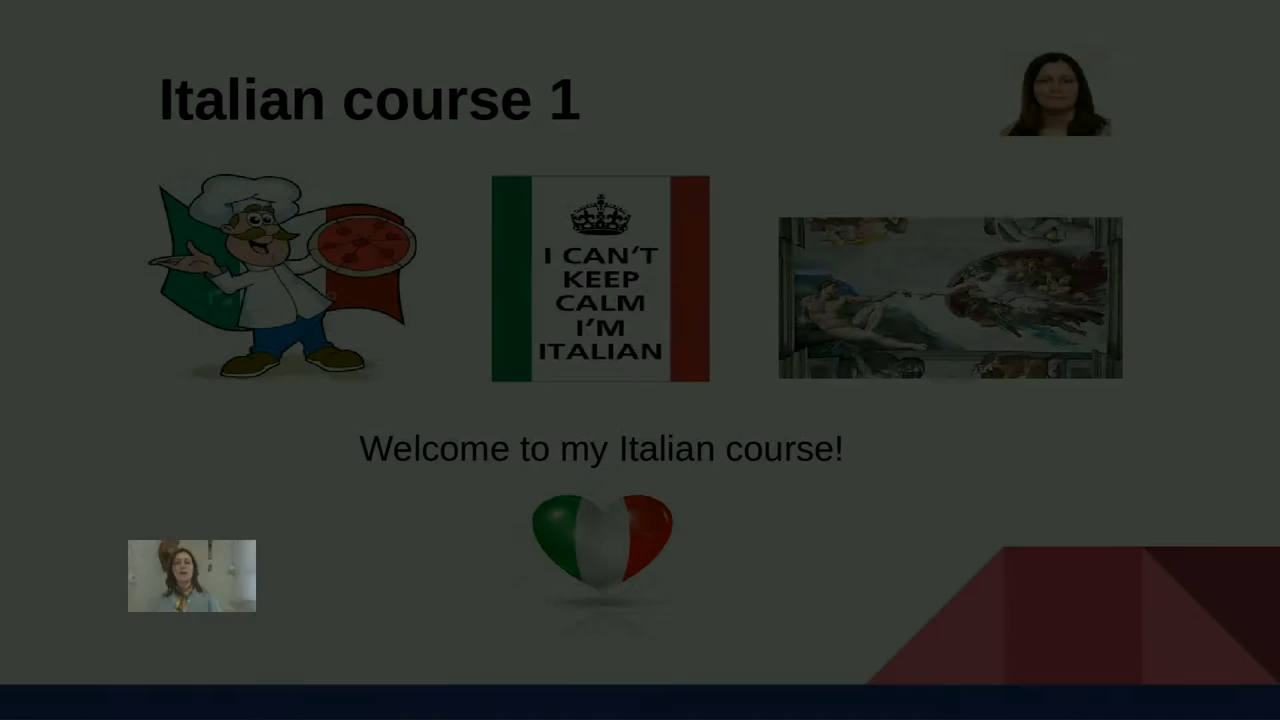 Italian course 1
I CAN'T
KEEP
CALM
I'M
ITALIAN
Welcome to my Italian course!